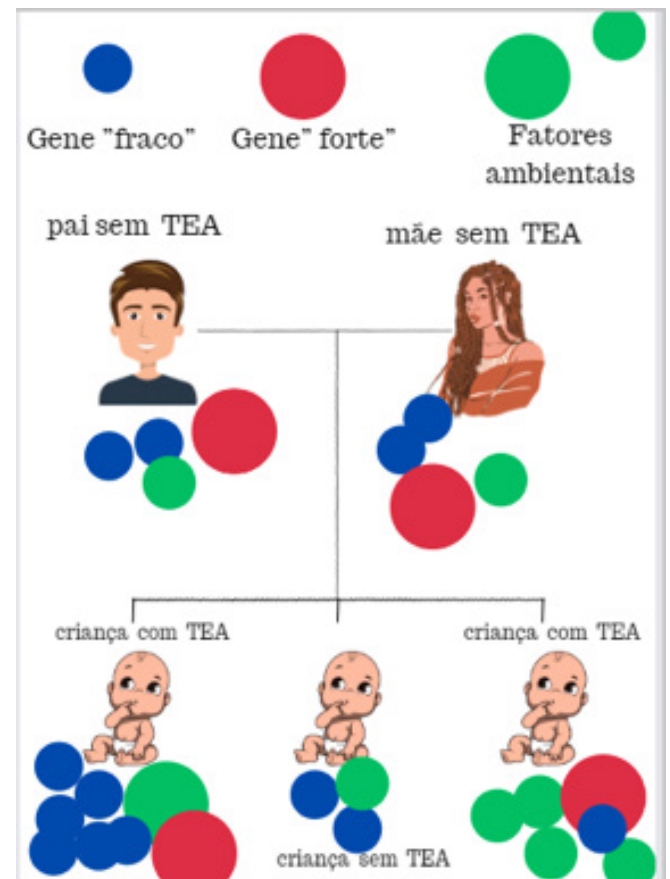 Gene "fraco"
Gene" forte"
Fatores
ambientais
pai sem TEA
mãe sem TEA
criança com TEA
criança com TEA
criança sem TEA